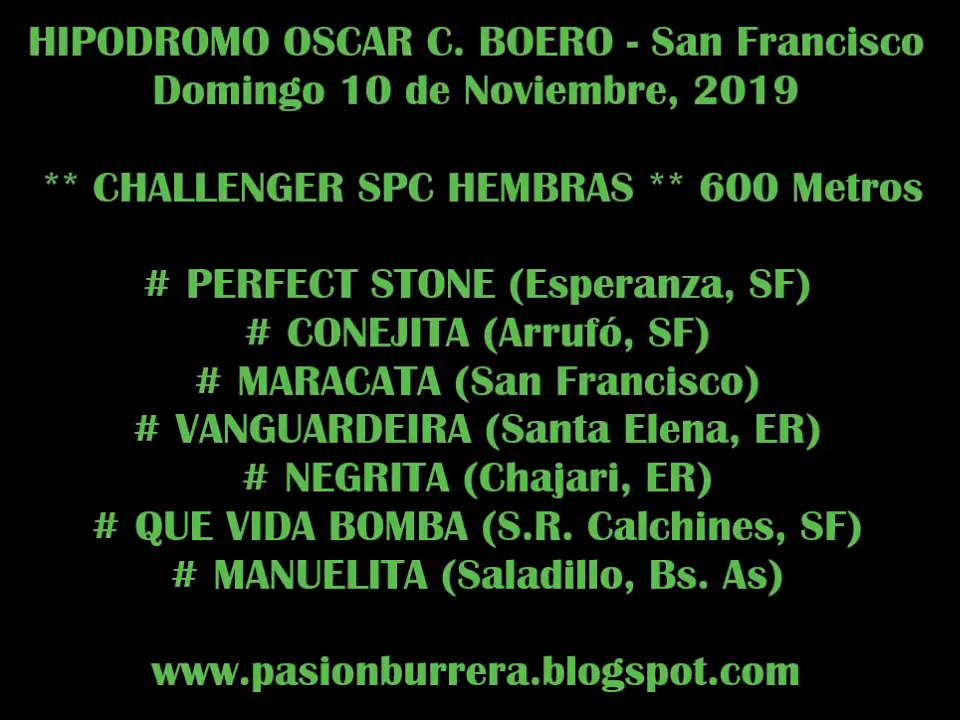 HIPODROMO OSCAR C. BOERO - San Francisco
Domingo 10 de Noviembre, 2019
** CHALLENGER SPC HEMBRAS ** 600 Metros
# PERFECT STONE (Esperanza, SF)
# CONEJITA (Arrufó, SF)
# MARACATA (San Francisco)
# VANGUARDEIRA (Santa Elena, ER)
# NEGRITA (Chajari, ER)
# QUE VIDA BOMBA (S.R. Calchines, SF)
# MANUELITA (Saladillo, Bs. As)
www.pasionburrera.blogspot.com